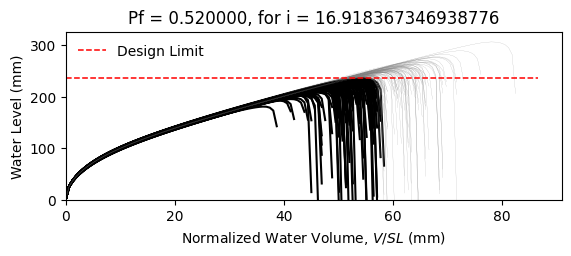 Pf = 0.520000, for i = 16.918367346938776
Design Limit
Water Level (mm)
300
200
100
0
0 20 40 60 80
Normalized Water Volume, V/SL (mm)